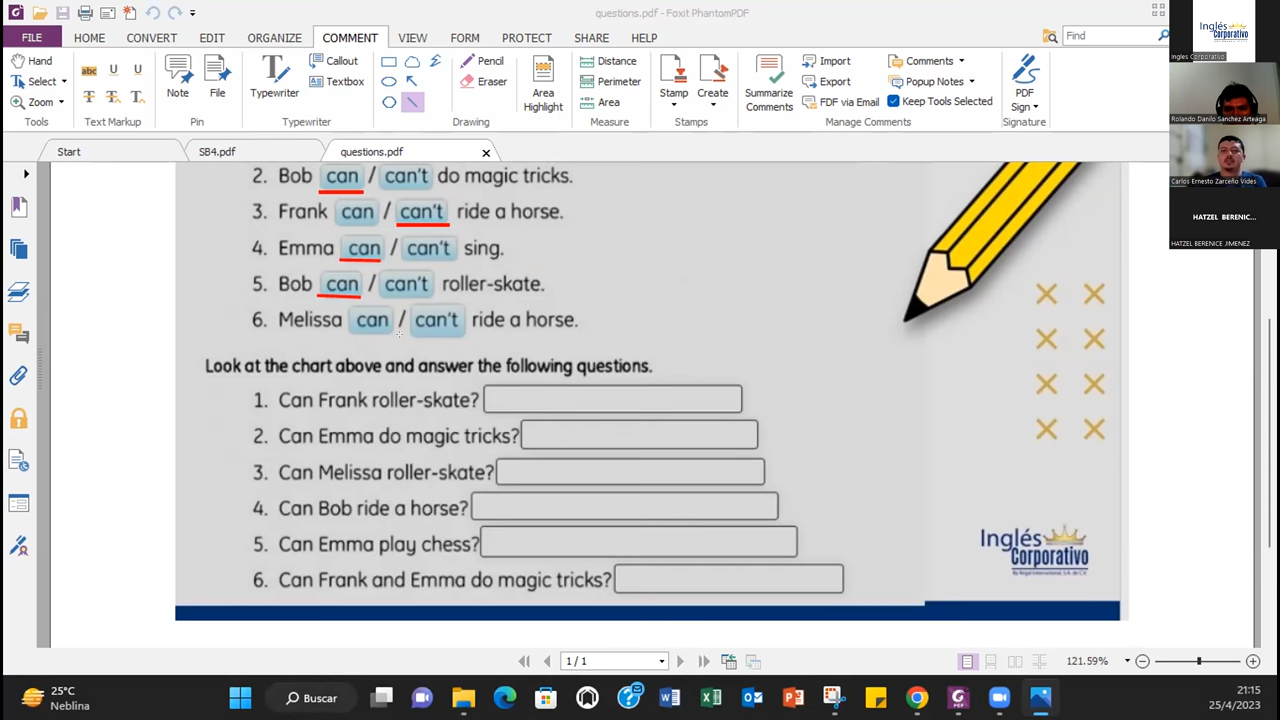 questions.pdf - Foxit PhantomPDF
FILE HOME CONVERT EDIT ORGANIZE COMMENT VIEW FORM PROTECT SHARE HELP
Find
Hand
Select
Zoom
Tools
abc U U
T T T
Text Markup
Note
File
Pin
Typewriter
Callout
Textbox
Typewriter
Pencil
Eraser
Drawing
Area
Highlight
Distance
Perimeter
Area
Measure
Stamp
Create
Stamps
Summarize
Comments
Import
Export
FDF via Email
Comments
Popup Notes
Keep Tools Selected
Manage Comments
PDF
Sign
Signature
Start
SB4.pdf
questions.pdf
2. Bob can / can't do magic tricks.
3. Frank can / can't ride a horse.
4. Emma can / can't sing.
5. Bob can / can't roller-skate.
6. Melissa can / can't ride a horse.
Look at the chart above and answer the following questions.
1. Can Frank roller-skate?
2. Can Emma do magic tricks?
3. Can Melissa roller-skate?
4. Can Bob ride a horse?
5. Can Emma play chess?
6. Can Frank and Emma do magic tricks?
Inglés
Corporativo
Inglés
Corporativo
Ingles Corporativo
Rolando Danilo Sanchez Arteaga
Carlos Ernesto Zarceño Vides
HATZEL BERENIC...
HATZEL BERENICE JIMENEZ
1 / 1
121.59%
25°C
Neblina
Buscar
21:15
25/4/2023